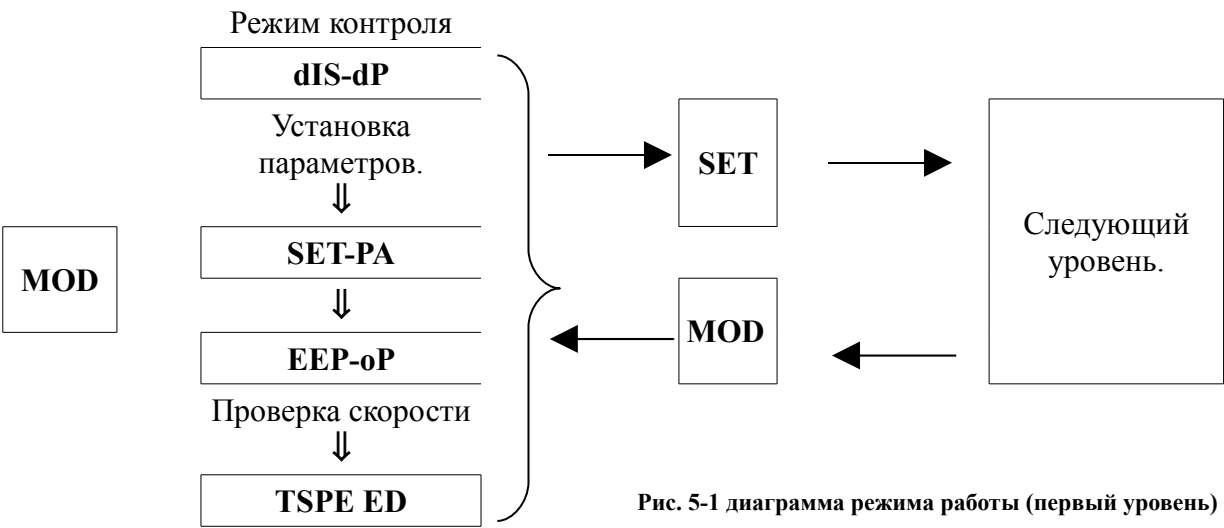 Режим контроля
dIS-dP
Установка
параметров.
⇓
SET-PA
⇓
EEP-oP
Проверка скорости
⇓
TSPE ED
MOD
SET
MOD
Следующий
уровень.
Рис. 5-1 диаграмма режима работы (первый уровень)